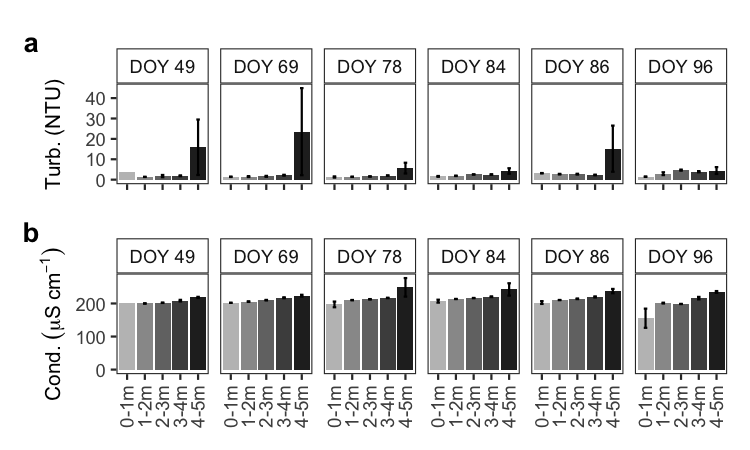 a
DOY 49 DOY 69 DOY 78 DOY 84 DOY 86 DOY 96
Turb. (NTU)
40
30
20
10
0
b
DOY 49 DOY 69 DOY 78 DOY 84 DOY 86 DOY 96
Cond. (μS cm⁻¹)
200
100
0
0-1m 1-2m 2-3m 3-4m 4-5m 0-1m 1-2m 2-3m 3-4m 4-5m 0-1m 1-2m 2-3m 3-4m 4-5m 0-1m 1-2m 2-3m 3-4m 4-5m 0-1m 1-2m 2-3m 3-4m 4-5m 0-1m 1-2m 2-3m 3-4m 4-5m